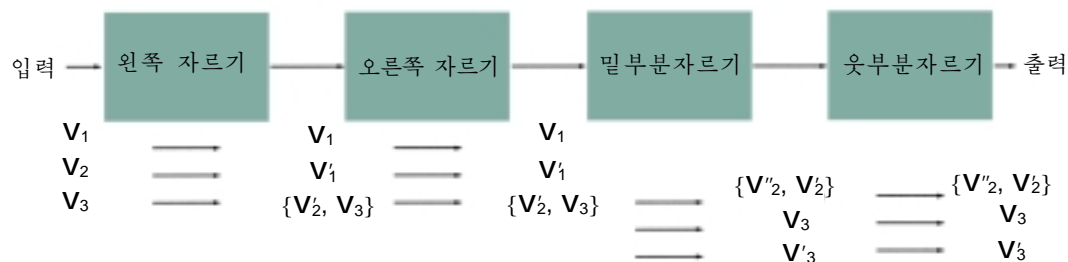 입력 왼쪽 자르기 오른쪽 자르기 밑부분자르기 웃부분자르기 출력
V₁ V₁ V₁
V₂ V′₁ V′₁ {V″₂, V′₂} {V″₂, V′₂}
V₃ {V′₂, V₃} {V′₂, V₃} V₃ V₃
V′₃ V′₃